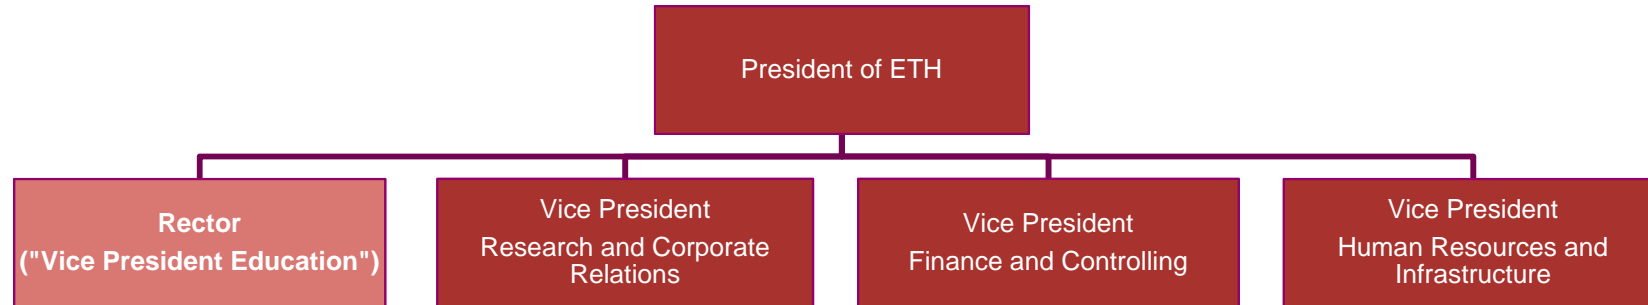 President of ETH
Rector
("Vice President Education")
Vice President
Research and Corporate
Relations
Vice President
Finance and Controlling
Vice President
Human Resources and
Infrastructure